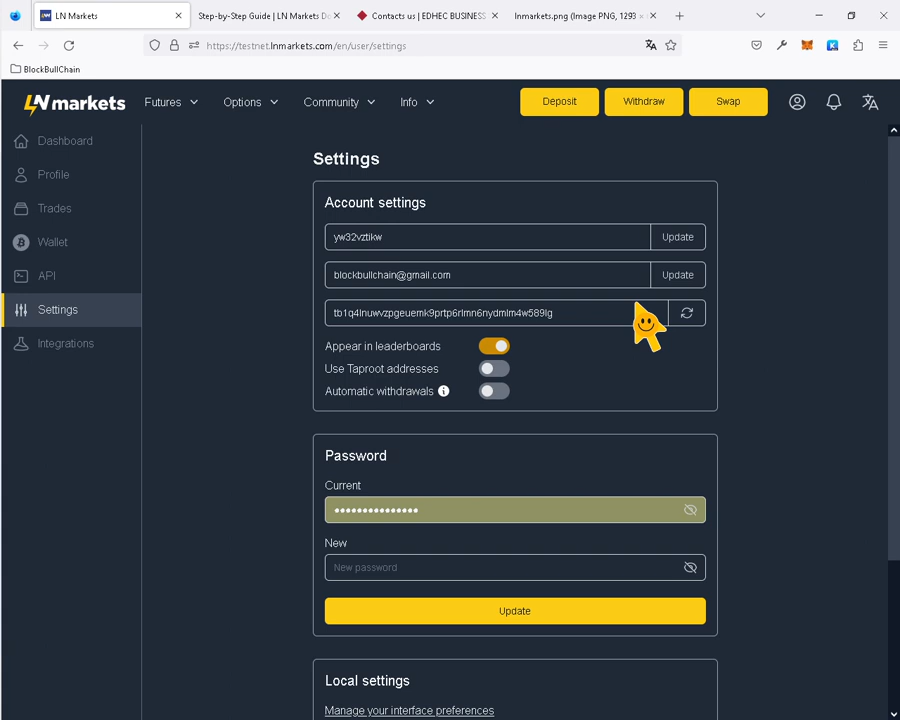 LN Markets
Step-by-Step Guide | LN Markets Do
Contacts us | EDHEC BUSINESS
lnmarkets.png (Image PNG, 1293 ×
https://testnet.lnmarkets.com/en/user/settings
BlockBullChain
LN markets
Futures
Options
Community
Info
Deposit
Withdraw
Swap
Dashboard
Profile
Trades
Wallet
API
Settings
Integrations
Settings
Account settings
yw32vztikw
Update
blockbullchain@gmail.com
Update
tb1q4lnuwvzpgeuemk9prtp6rlmn6nydmlm4w589lg
Appear in leaderboards
Use Taproot addresses
Automatic withdrawals
Password
Current
New
New password
Update
Local settings
Manage your interface preferences